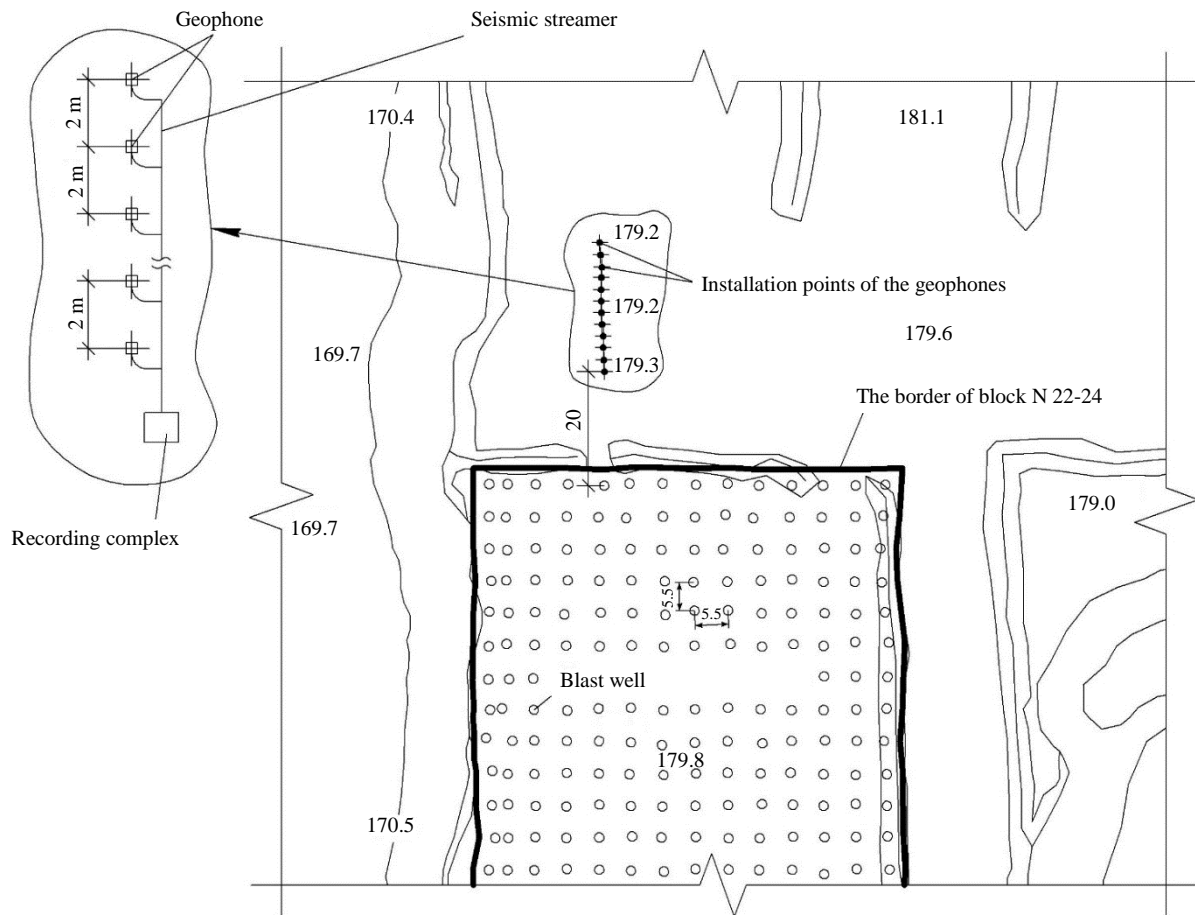 Geophone
Seismic streamer
2 m
2 m
2 m
Recording complex
170.4
181.1
179.2
Installation points of the geophones
179.2
179.6
169.7
179.3
The border of block N 22-24
20
169.7
179.0
5.5
5.5
Blast well
179.8
170.5